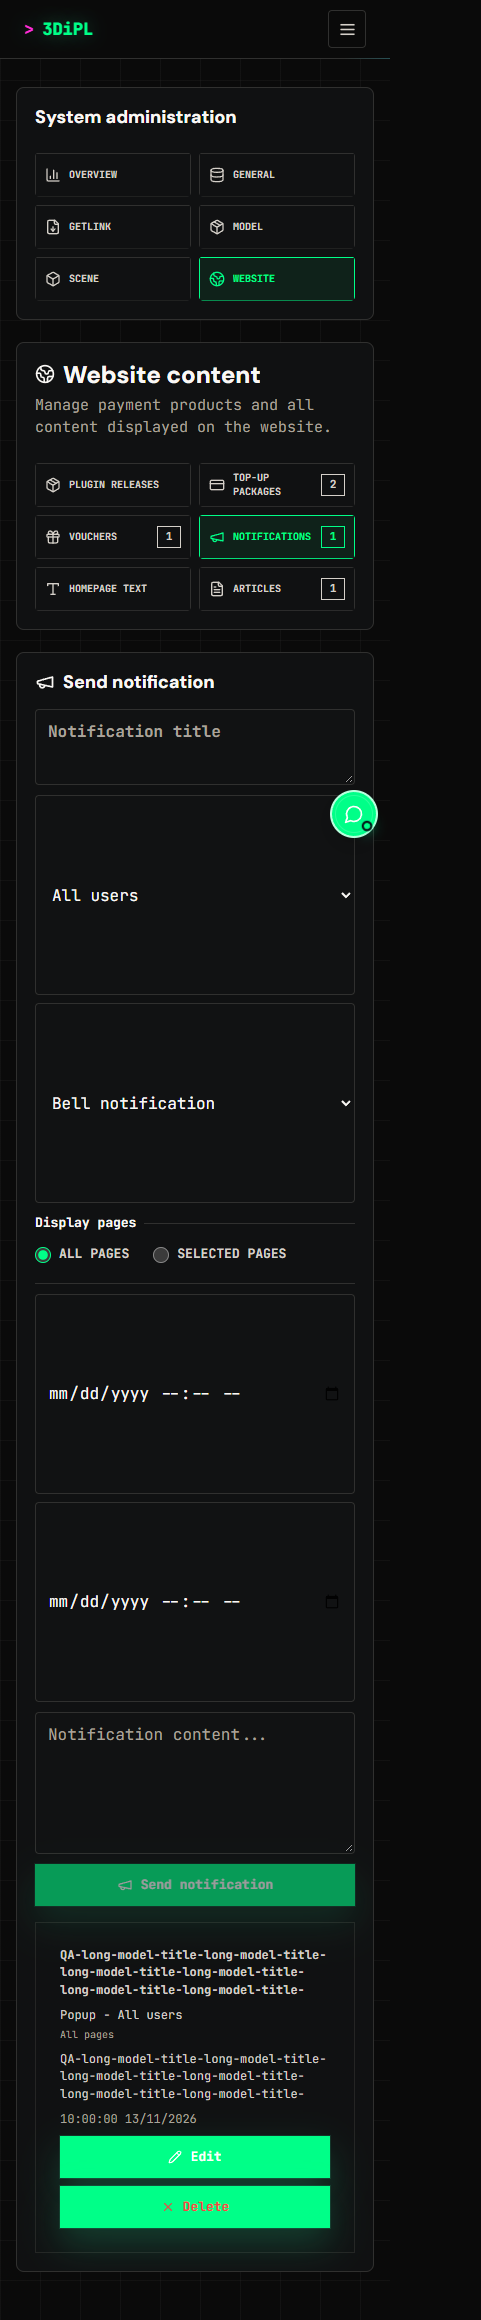 > 3DiPL
System administration
OVERVIEW
GENERAL
GETLINK
MODEL
SCENE
WEBSITE
Website content
Manage payment products and all
content displayed on the website.
PLUGIN RELEASES
TOP-UP
PACKAGES
2
VOUCHERS
1
NOTIFICATIONS
1
HOMEPAGE TEXT
ARTICLES
1
Send notification
Notification title
All users
Bell notification
Display pages
ALL PAGES
SELECTED PAGES
mm/dd/yyyy --:-- --
mm/dd/yyyy --:-- --
Notification content...
Send notification
QA-long-model-title-long-model-title-
long-model-title-long-model-title-
long-model-title-long-model-title-
Popup - All users
All pages
QA-long-model-title-long-model-title-
long-model-title-long-model-title-
long-model-title-long-model-title-
10:00:00 13/11/2026
Edit
Delete